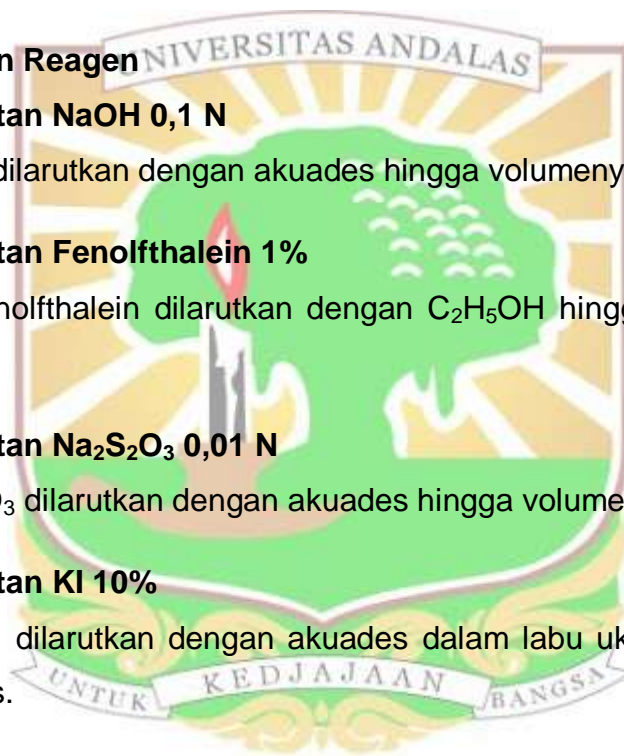 UNIVERSITAS ANDALAS
n Reagen
tan NaOH 0,1 N
dilarutkan dengan akuades hingga volumeny
tan Fenolfthalein 1%
nolfthalein dilarutkan dengan C₂H₅OH hingg
tan Na₂S₂O₃ 0,01 N
O₃ dilarutkan dengan akuades hingga volume
tan KI 10%
dilarutkan dengan akuades dalam labu uk
s.
UNTUK KEDJAJAAN BANGSA